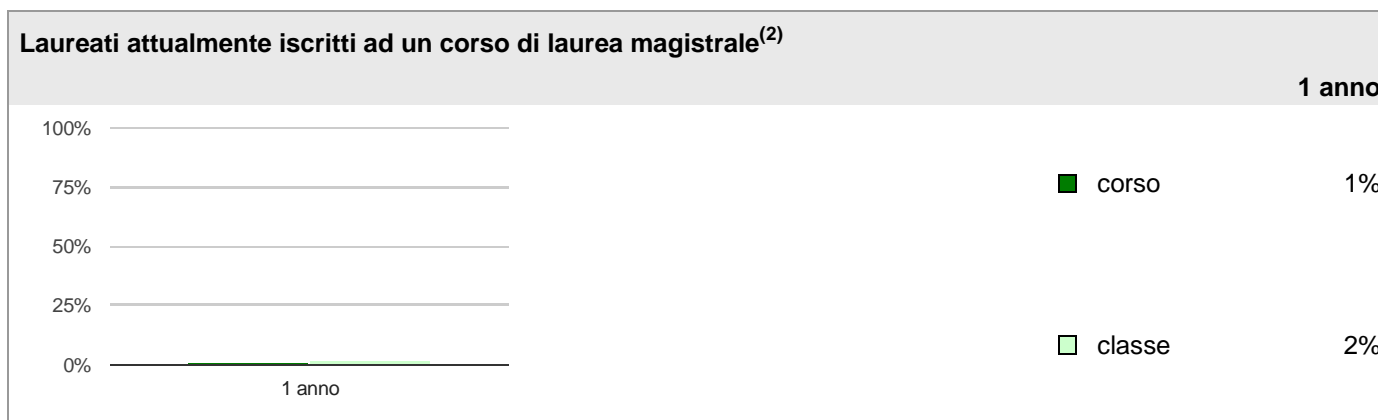 Laureati attualmente iscritti ad un corso di laurea magistrale(2)
1 anno
100%
75%
50%
25%
0%
1 anno
corso 1%
classe 2%